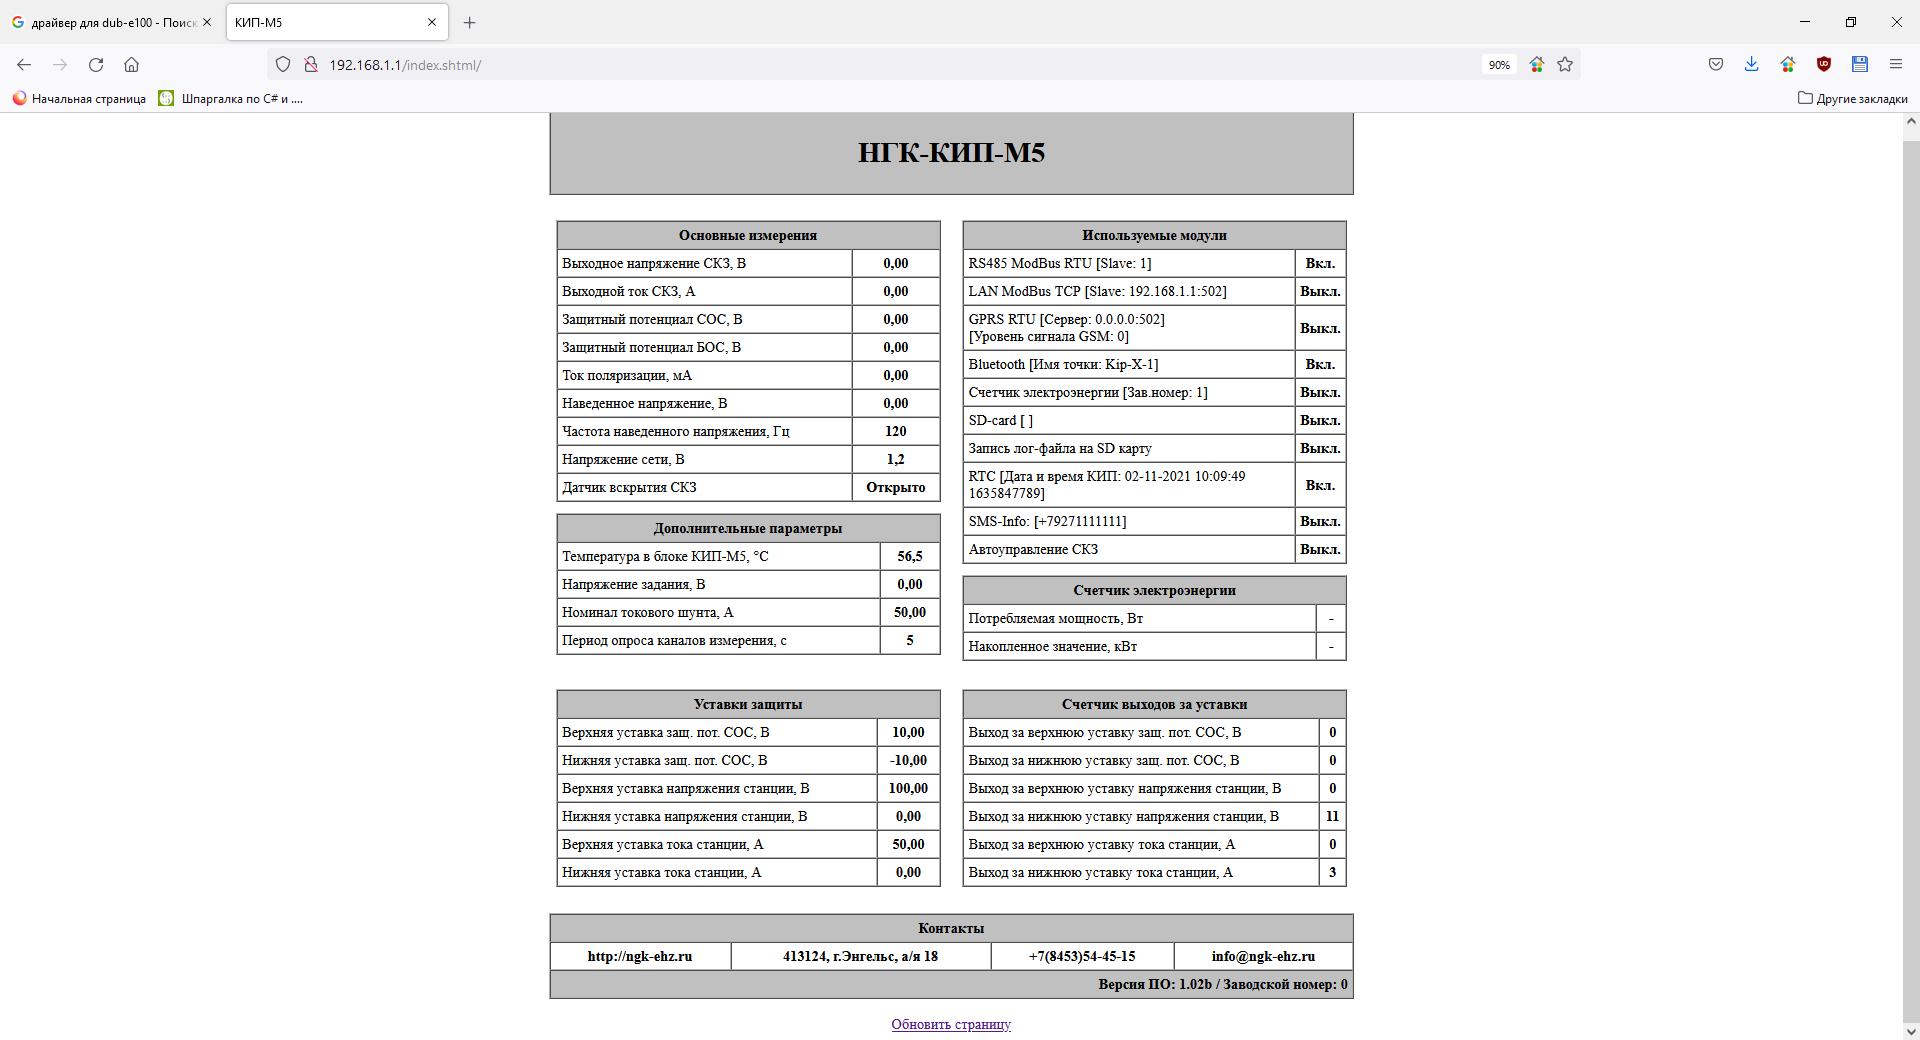 драйвер для dub-e100 - Поиск
КИП-М5
192.168.1.1/index.shtml/
90%
Начальная страница
Шпаргалка по C# и ....
Другие закладки
НГК-КИП-М5
Основные измерения
Выходное напряжение СКЗ, В 0,00
Выходной ток СКЗ, А 0,00
Защитный потенциал СОС, В 0,00
Защитный потенциал БОС, В 0,00
Ток поляризации, мА 0,00
Наведенное напряжение, В 0,00
Частота наведенного напряжения, Гц 120
Напряжение сети, В 1,2
Датчик вскрытия СКЗ Открыто
Дополнительные параметры
Температура в блоке КИП-М5, °С 56,5
Напряжение задания, В 0,00
Номинал токового шунта, А 50,00
Период опроса каналов измерения, с 5
Используемые модули
RS485 ModBus RTU [Slave: 1] Вкл.
LAN ModBus TCP [Slave: 192.168.1.1:502] Выкл.
GPRS RTU [Сервер: 0.0.0.0:502]
[Уровень сигнала GSM: 0] Выкл.
Bluetooth [Имя точки: Kip-X-1] Вкл.
Счетчик электроэнергии [Зав.номер: 1] Выкл.
SD-card [ ] Выкл.
Запись лог-файла на SD карту Выкл.
RTC [Дата и время КИП: 02-11-2021 10:09:49
1635847789] Вкл.
SMS-Info: [+79271111111] Выкл.
Автоуправление СКЗ Выкл.
Счетчик электроэнергии
Потребляемая мощность, Вт -
Накопленное значение, кВт -
Уставки защиты
Верхняя уставка защ. пот. СОС, В 10,00
Нижняя уставка защ. пот. СОС, В -10,00
Верхняя уставка напряжения станции, В 100,00
Нижняя уставка напряжения станции, В 0,00
Верхняя уставка тока станции, А 50,00
Нижняя уставка тока станции, А 0,00
Счетчик выходов за уставки
Выход за верхнюю уставку защ. пот. СОС, В 0
Выход за нижнюю уставку защ. пот. СОС, В 0
Выход за верхнюю уставку напряжения станции, В 0
Выход за нижнюю уставку напряжения станции, В 11
Выход за верхнюю уставку тока станции, А 0
Выход за нижнюю уставку тока станции, А 3
Контакты
http://ngk-ehz.ru 413124, г.Энгельс, а/я 18 +7(8453)54-45-15 info@ngk-ehz.ru
Версия ПО: 1.02b / Заводской номер: 0
Обновить страницу